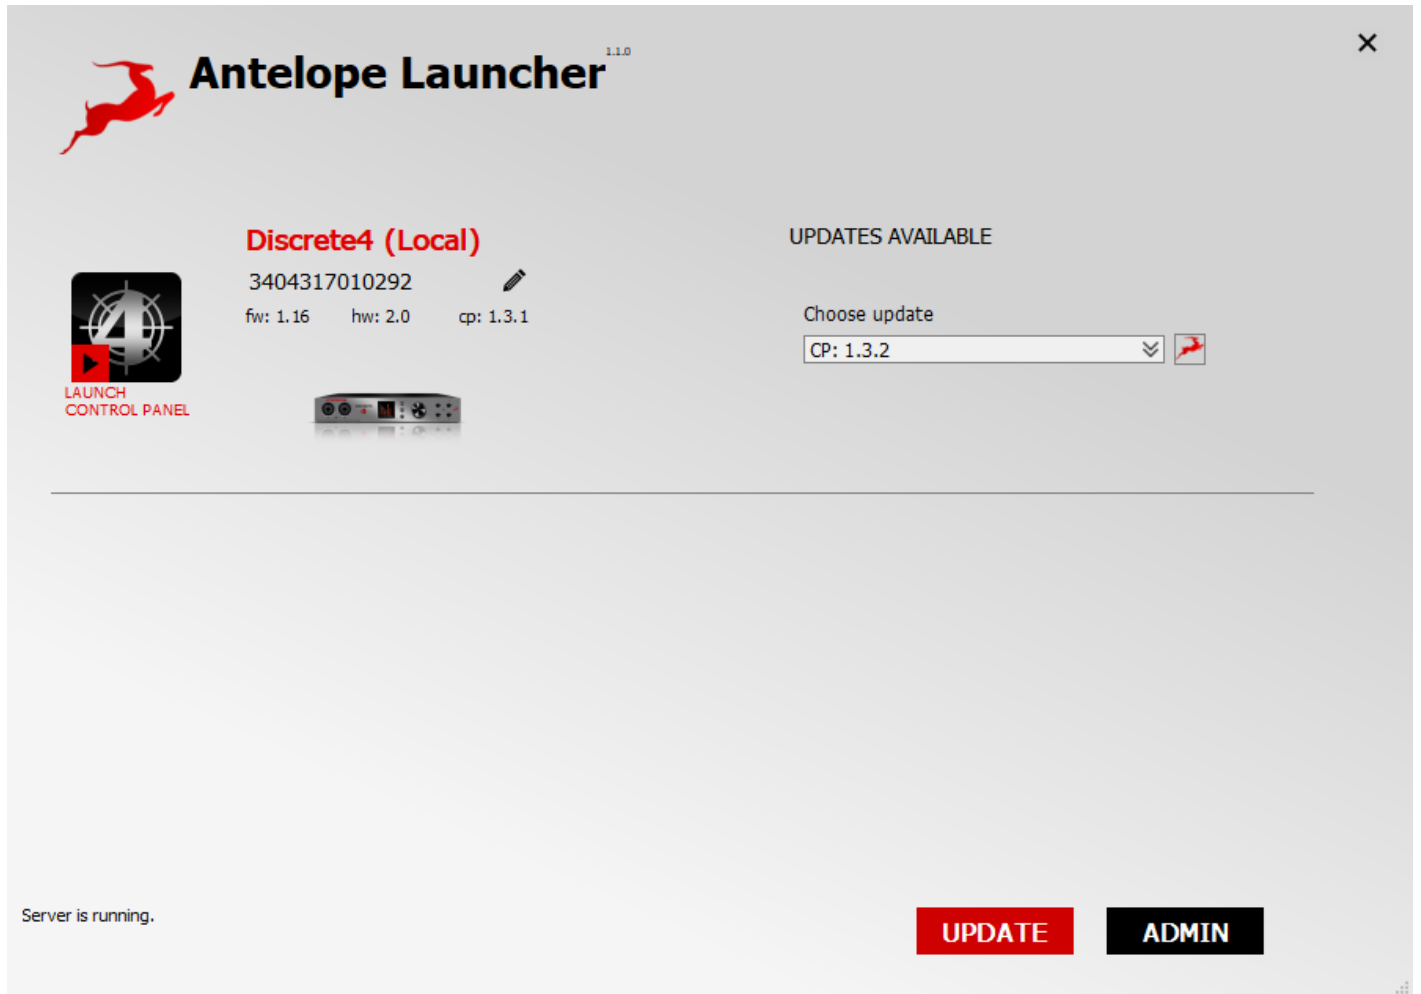 Antelope Launcher 1.1.0
Discrete4 (Local)
3404317010292
fw: 1.16 hw: 2.0 cp: 1.3.1
4
LAUNCH
CONTROL PANEL
UPDATES AVAILABLE
Choose update
CP: 1.3.2
Server is running.
UPDATE
ADMIN